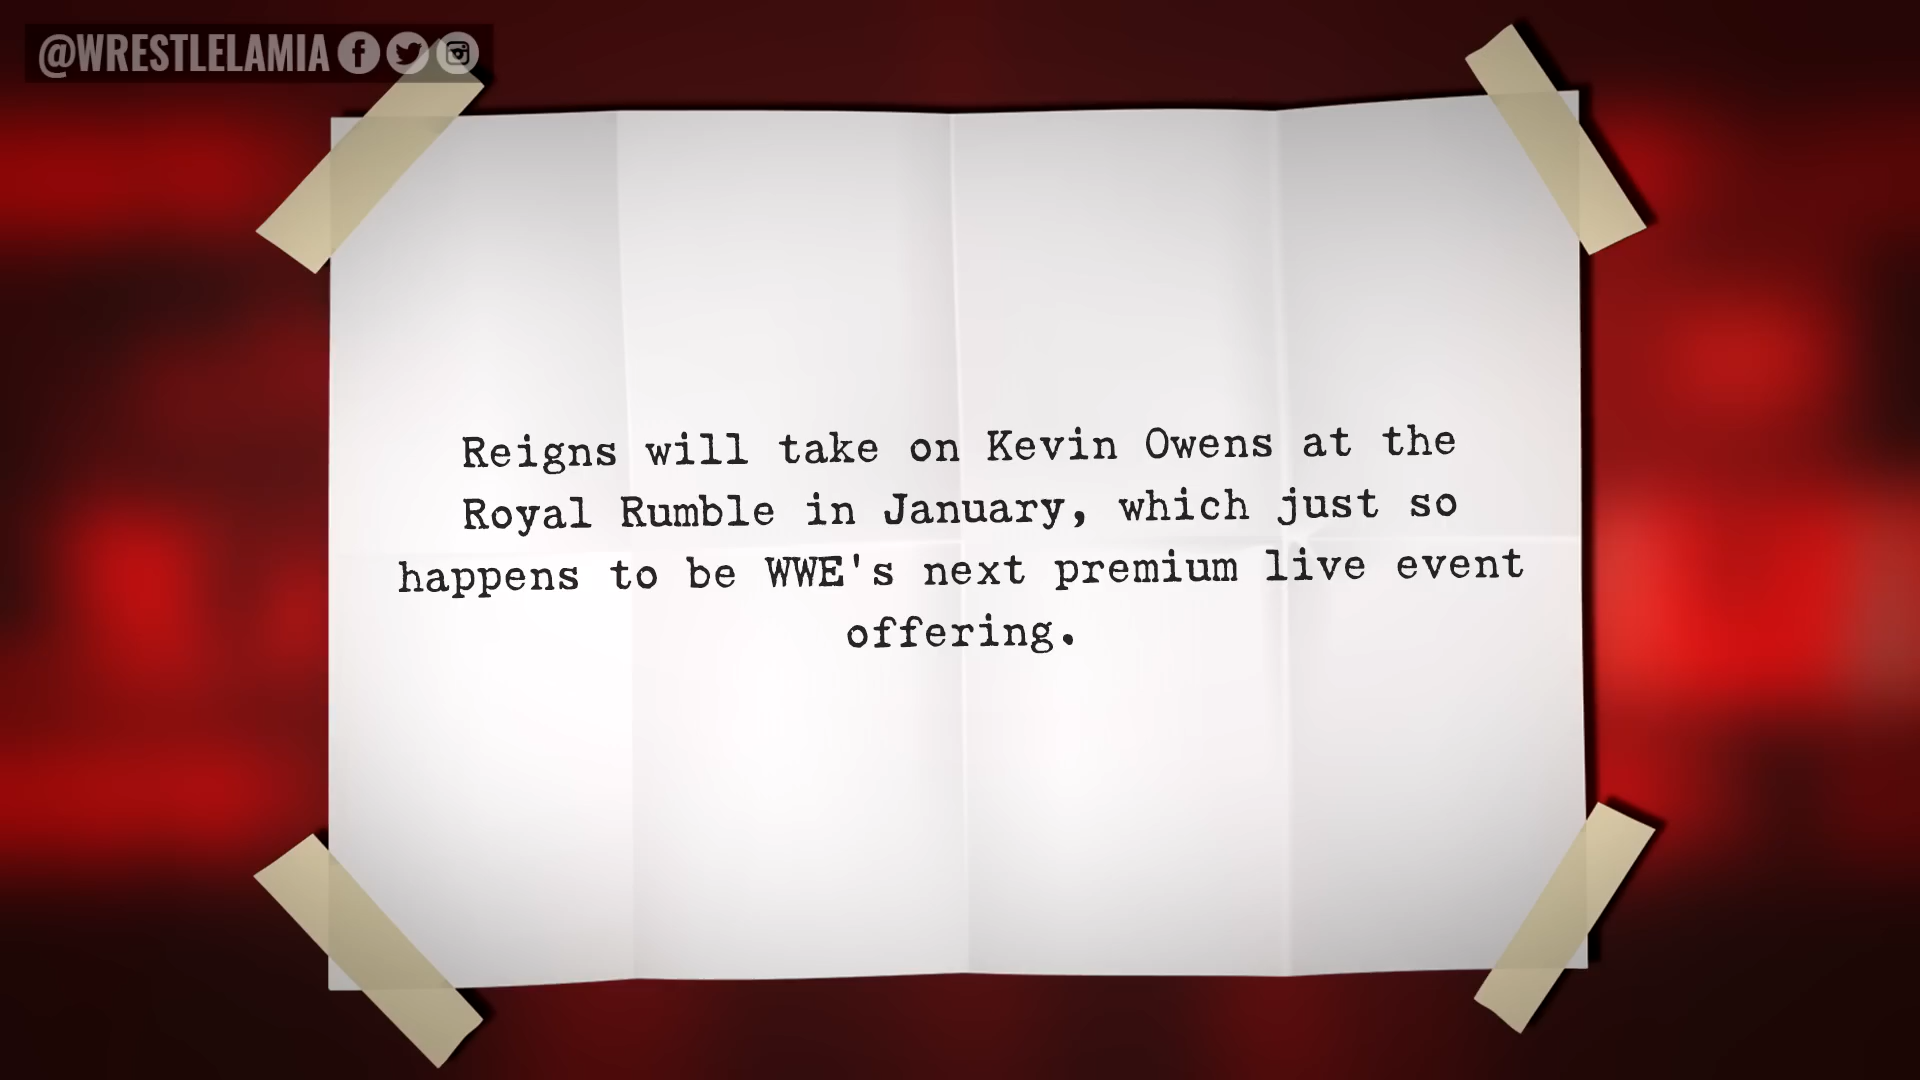 @WRESTLELAMIA
Reigns will take on Kevin Owens at the
Royal Rumble in January, which just so
happens to be WWE's next premium live event
offering.